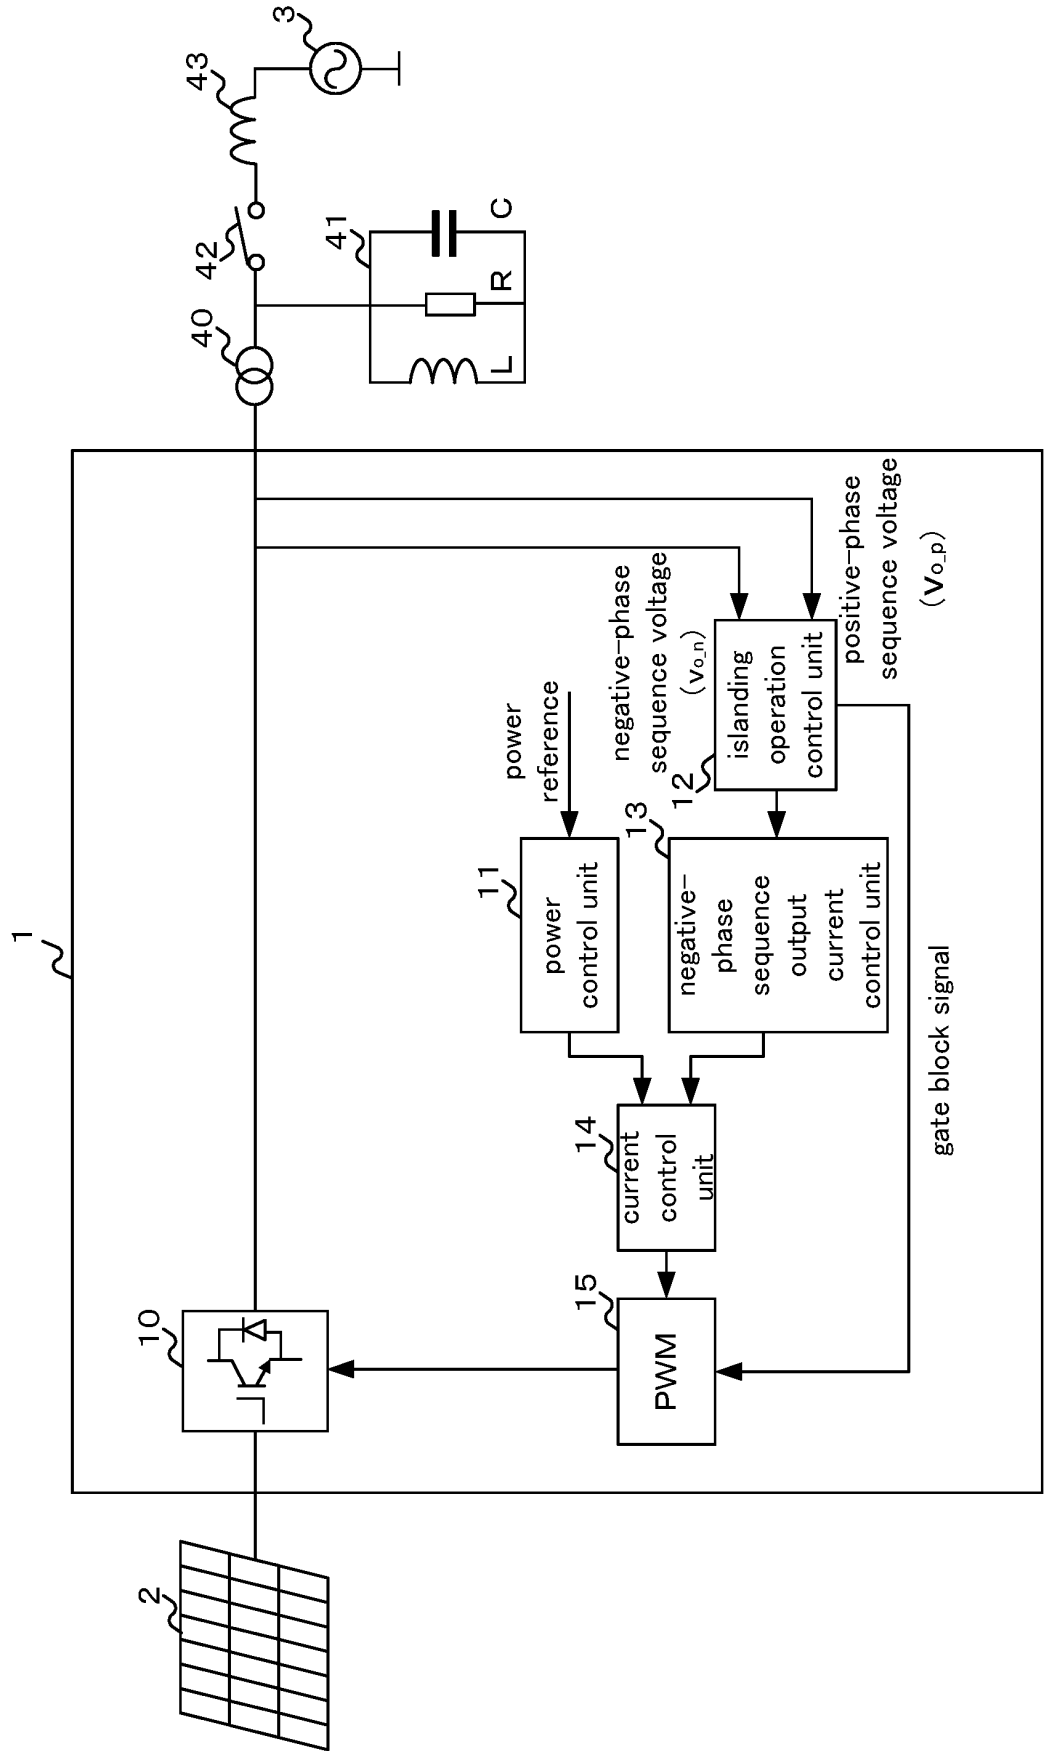 1
2
10
40
42
43
3
41
L
R
C
power
reference
11
power
control unit
negative-phase
sequence voltage
(Vo_n)
15
PWM
14
current
control
unit
13
negative-
phase
sequence
output
current
control unit
12
islanding
operation
control unit
positive-phase
sequence voltage
(Vo_p)
gate block signal